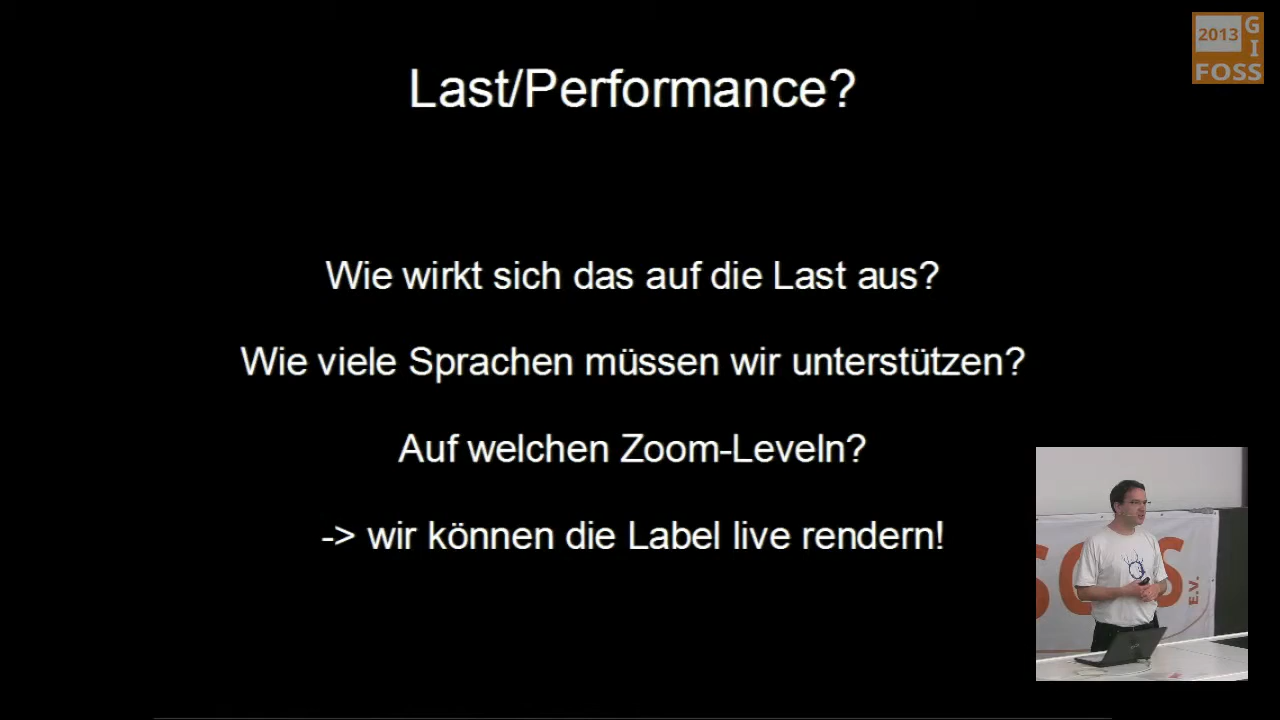 2013
G
I
FOSS
Last/Performance?
Wie wirkt sich das auf die Last aus?
Wie viele Sprachen müssen wir unterstützen?
Auf welchen Zoom-Leveln?
-> wir können die Label live rendern!
E.V.